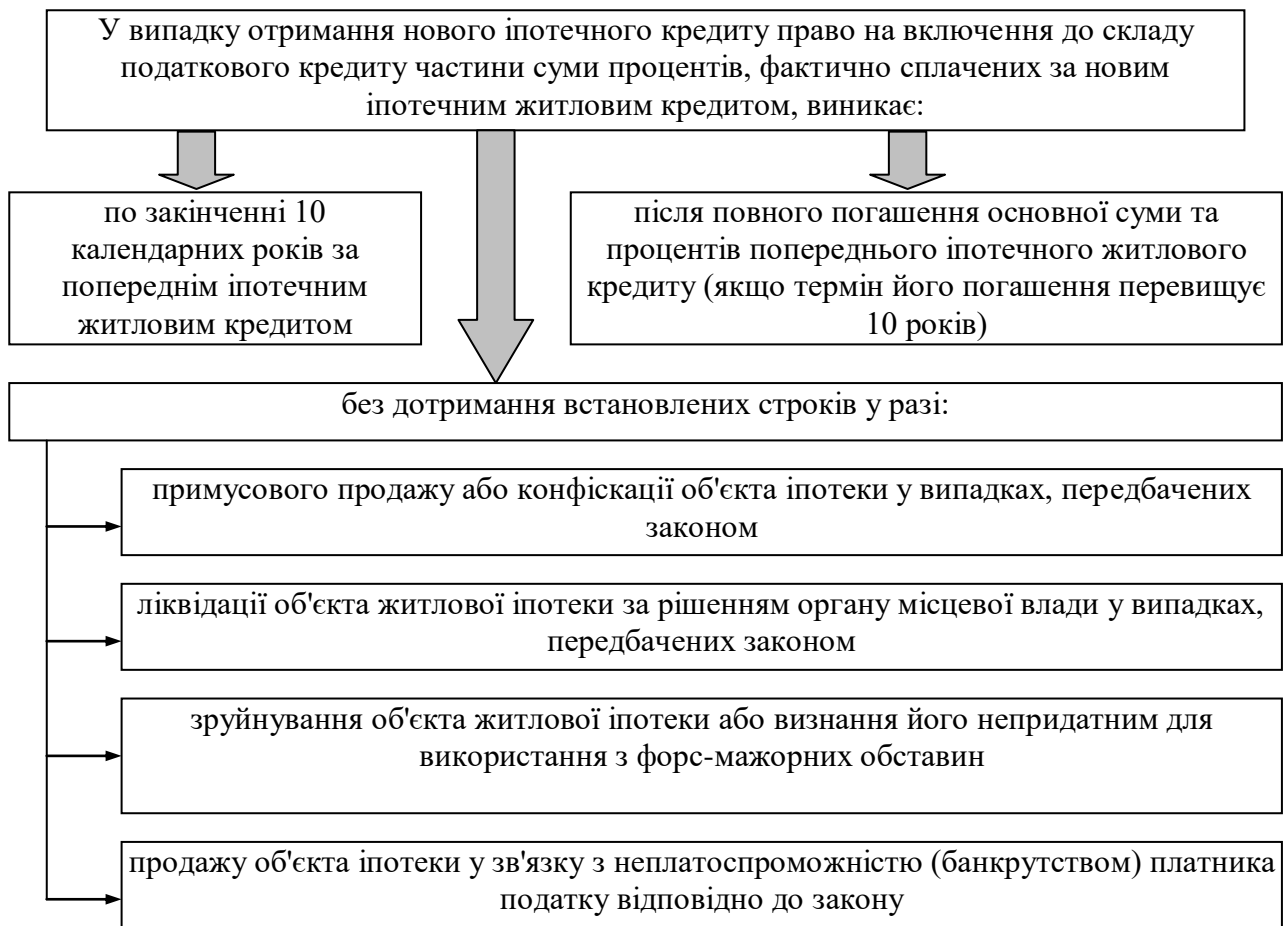 У випадку отримання нового іпотечного кредиту право на включення до складу
податкового кредиту частини суми процентів, фактично сплачених за новим
іпотечним житловим кредитом, виникає:
по закінченні 10
календарних років за
попереднім іпотечним
житловим кредитом
після повного погашення основної суми та
процентів попереднього іпотечного житлового
кредиту (якщо термін його погашення перевищує
10 років)
без дотримання встановлених строків у разі:
примусового продажу або конфіскації об'єкта іпотеки у випадках, передбачених
законом
ліквідації об'єкта житлової іпотеки за рішенням органу місцевої влади у випадках,
передбачених законом
зруйнування об'єкта житлової іпотеки або визнання його непридатним для
використання з форс-мажорних обставин
продажу об'єкта іпотеки у зв'язку з неплатоспроможністю (банкрутством) платника
податку відповідно до закону